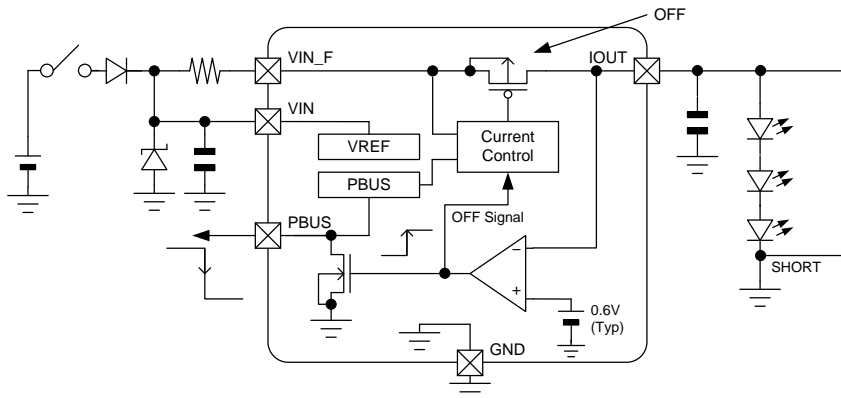 OFF
VIN_F
IOUT
VIN
VREF
Current
Control
PBUS
PBUS
OFF Signal
−
+
0.6V
(Typ)
SHORT
GND